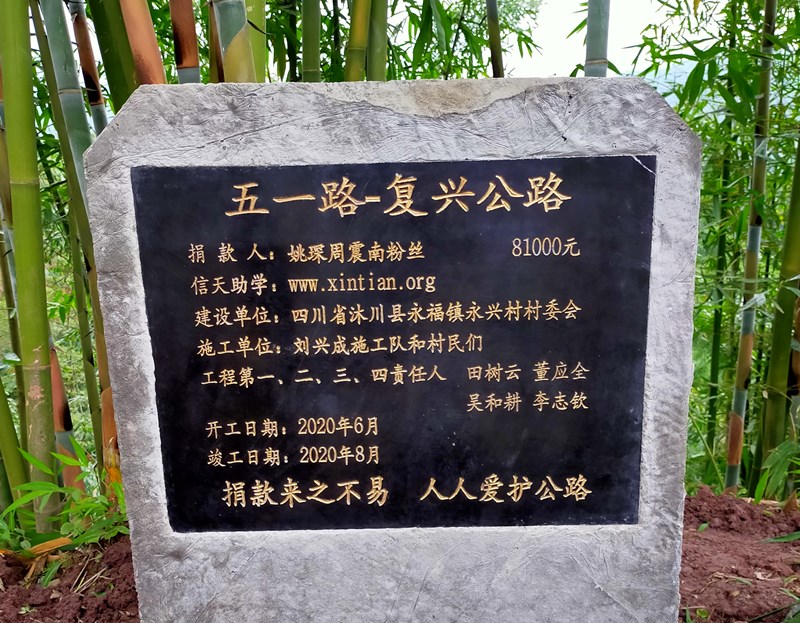 五一路-复兴公路
捐款人：姚琛周震南粉丝 81000元
信天助学：www.xintian.org
建设单位：四川省沐川县永福镇永兴村村委会
施工单位：刘兴成施工队和村民们
工程第一、二、三、四责任人 田树云 董应全
吴和耕 李志钦
开工日期：2020年6月
竣工日期：2020年8月
捐款来之不易 人人爱护公路